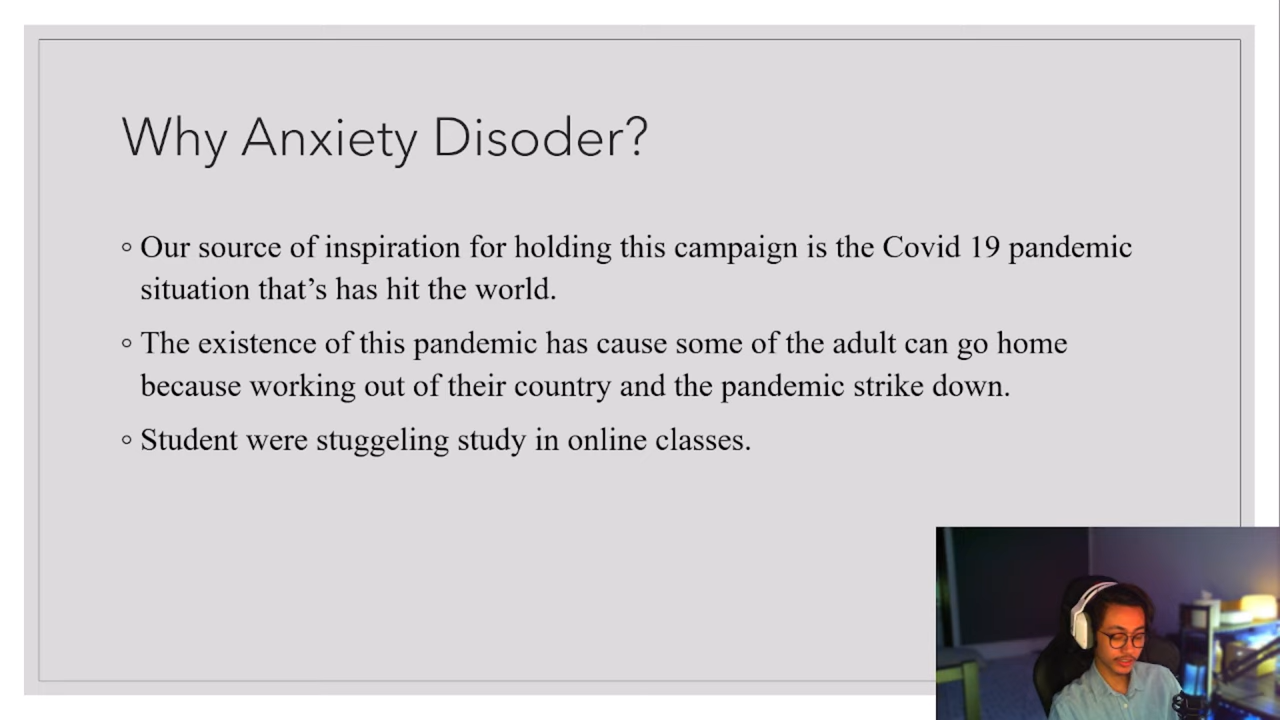 Why Anxiety Disoder?
Our source of inspiration for holding this campaign is the Covid 19 pandemic
situation that’s has hit the world.
The existence of this pandemic has cause some of the adult can go home
because working out of their country and the pandemic strike down.
Student were stuggeling study in online classes.